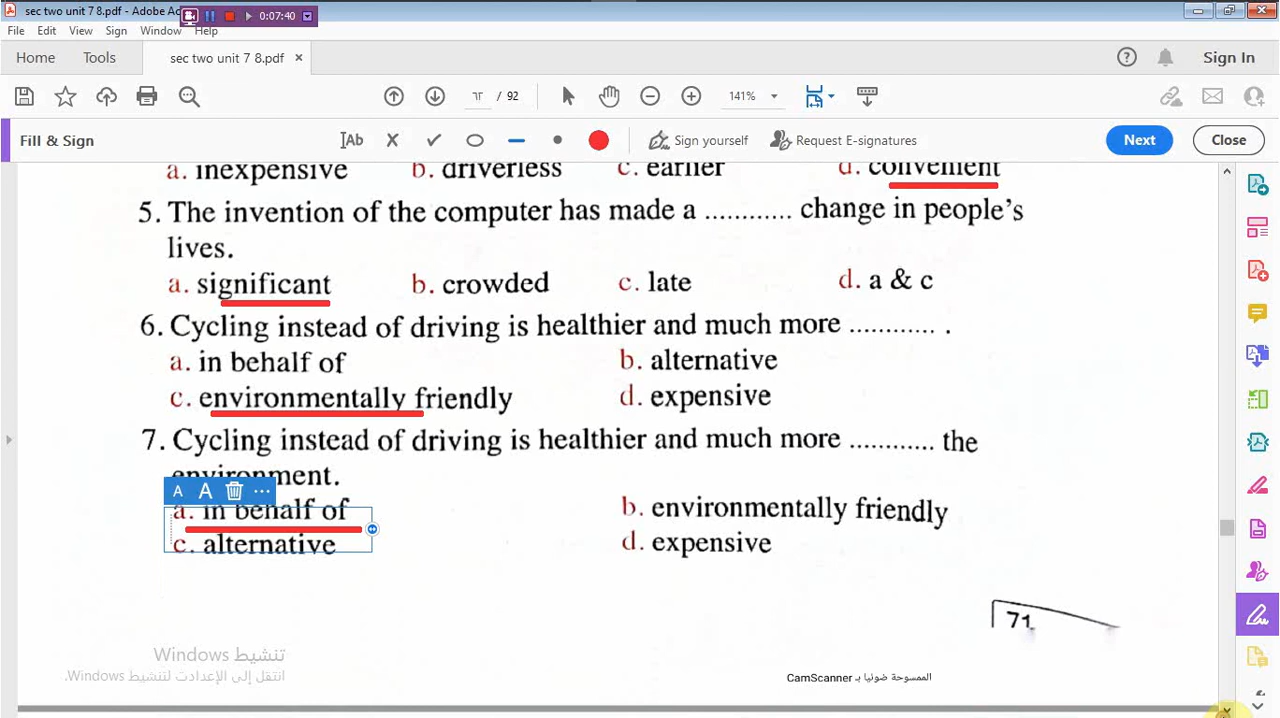 sec two unit 7 8.pdf - Adobe Ac
0:07:40
File Edit View Sign Window Help
Home Tools sec two unit 7 8.pdf × Sign In
٦٣ / 92 141%
Fill & Sign Ab Sign yourself Request E-signatures Next Close
a. inexpensive b. driverless c. earlier d. convenient
5. The invention of the computer has made a ............ change in people's
lives.
a. significant b. crowded c. late d. a & c
6. Cycling instead of driving is healthier and much more ............ .
a. in behalf of b. alternative
c. environmentally friendly d. expensive
7. Cycling instead of driving is healthier and much more ............ the
environment.
A A ...
a. in behalf of b. environmentally friendly
c. alternative d. expensive
71
تنشيط Windows
انتقل إلى الإعدادت لتنشيط Windows.
الممسوحة ضوئيا بـ CamScanner